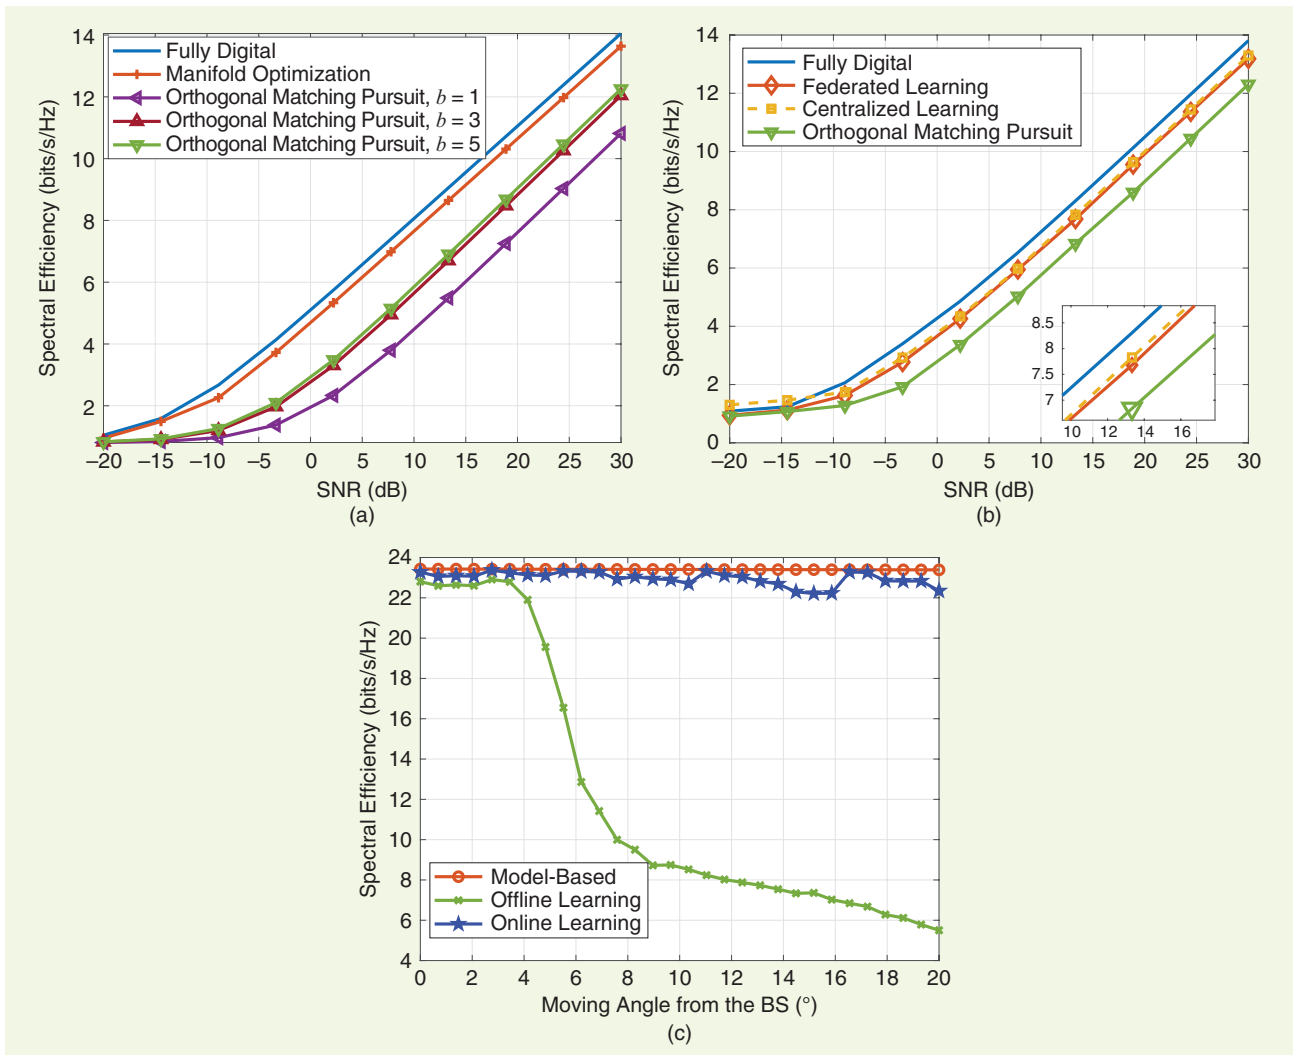 14
12
10
8
6
4
2
Spectral Efficiency (bits/s/Hz)
Fully Digital
Manifold Optimization
Orthogonal Matching Pursuit, b = 1
Orthogonal Matching Pursuit, b = 3
Orthogonal Matching Pursuit, b = 5
–20 –15 –10 –5 0 5 10 15 20 25 30
SNR (dB)
(a)
14
12
10
8
6
4
2
0
Spectral Efficiency (bits/s/Hz)
Fully Digital
Federated Learning
Centralized Learning
Orthogonal Matching Pursuit
8.5
8
7.5
7
10 12 14 16
–20 –15 –10 –5 0 5 10 15 20 25 30
SNR (dB)
(b)
24
22
20
18
16
14
12
10
8
6
4
Spectral Efficiency (bits/s/Hz)
Model-Based
Offline Learning
Online Learning
0 2 4 6 8 10 12 14 16 18 20
Moving Angle from the BS (°)
(c)